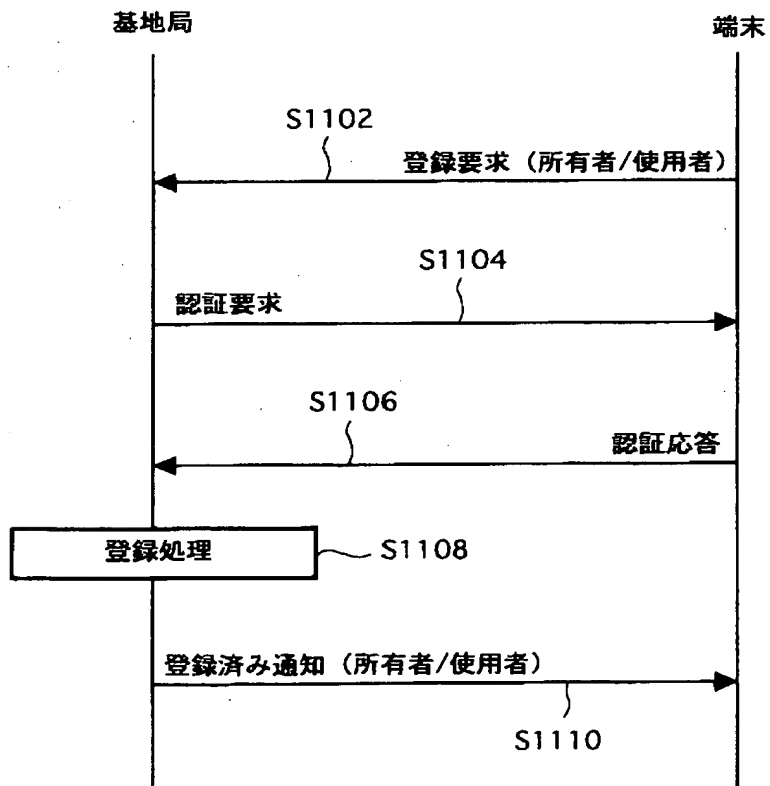 基地局
端末
S1102
登録要求（所有者/使用者）
S1104
認証要求
S1106
認証応答
登録処理
S1108
登録済み通知（所有者/使用者）
S1110